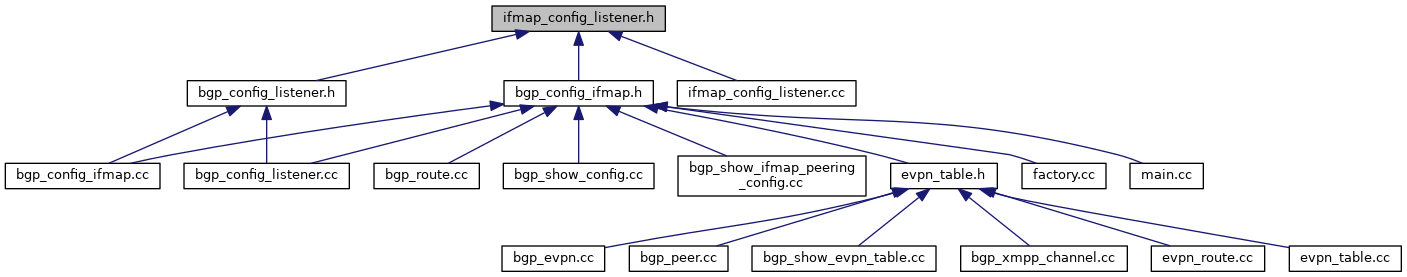 ifmap_config_listener.h
bgp_config_listener.h
bgp_config_ifmap.h
ifmap_config_listener.cc
bgp_config_ifmap.cc
bgp_config_listener.cc
bgp_route.cc
bgp_show_config.cc
bgp_show_ifmap_peering
_config.cc
evpn_table.h
factory.cc
main.cc
bgp_evpn.cc
bgp_peer.cc
bgp_show_evpn_table.cc
bgp_xmpp_channel.cc
evpn_route.cc
evpn_table.cc